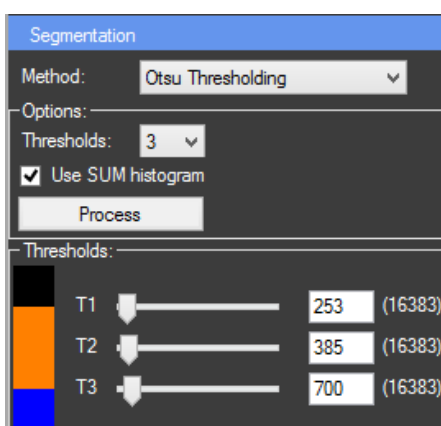 Segmentation
Method: Otsu Thresholding
Options:
Thresholds: 3
Use SUM histogram
Process
Thresholds:
T1 253 (16383)
T2 385 (16383)
T3 700 (16383)